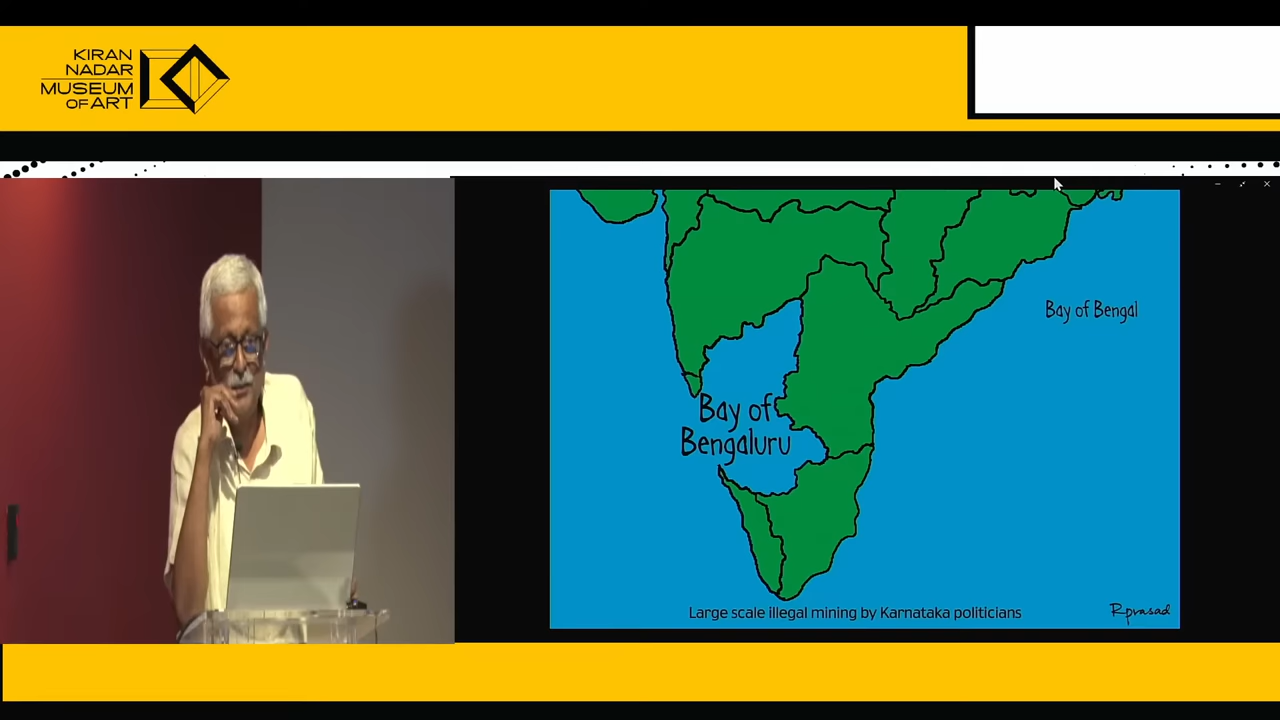 KIRAN
NADAR
MUSEUM
OF ART
Bay of Bengal
Bay of
Bengaluru
Large scale illegal mining by Karnataka politicians
Rprasad